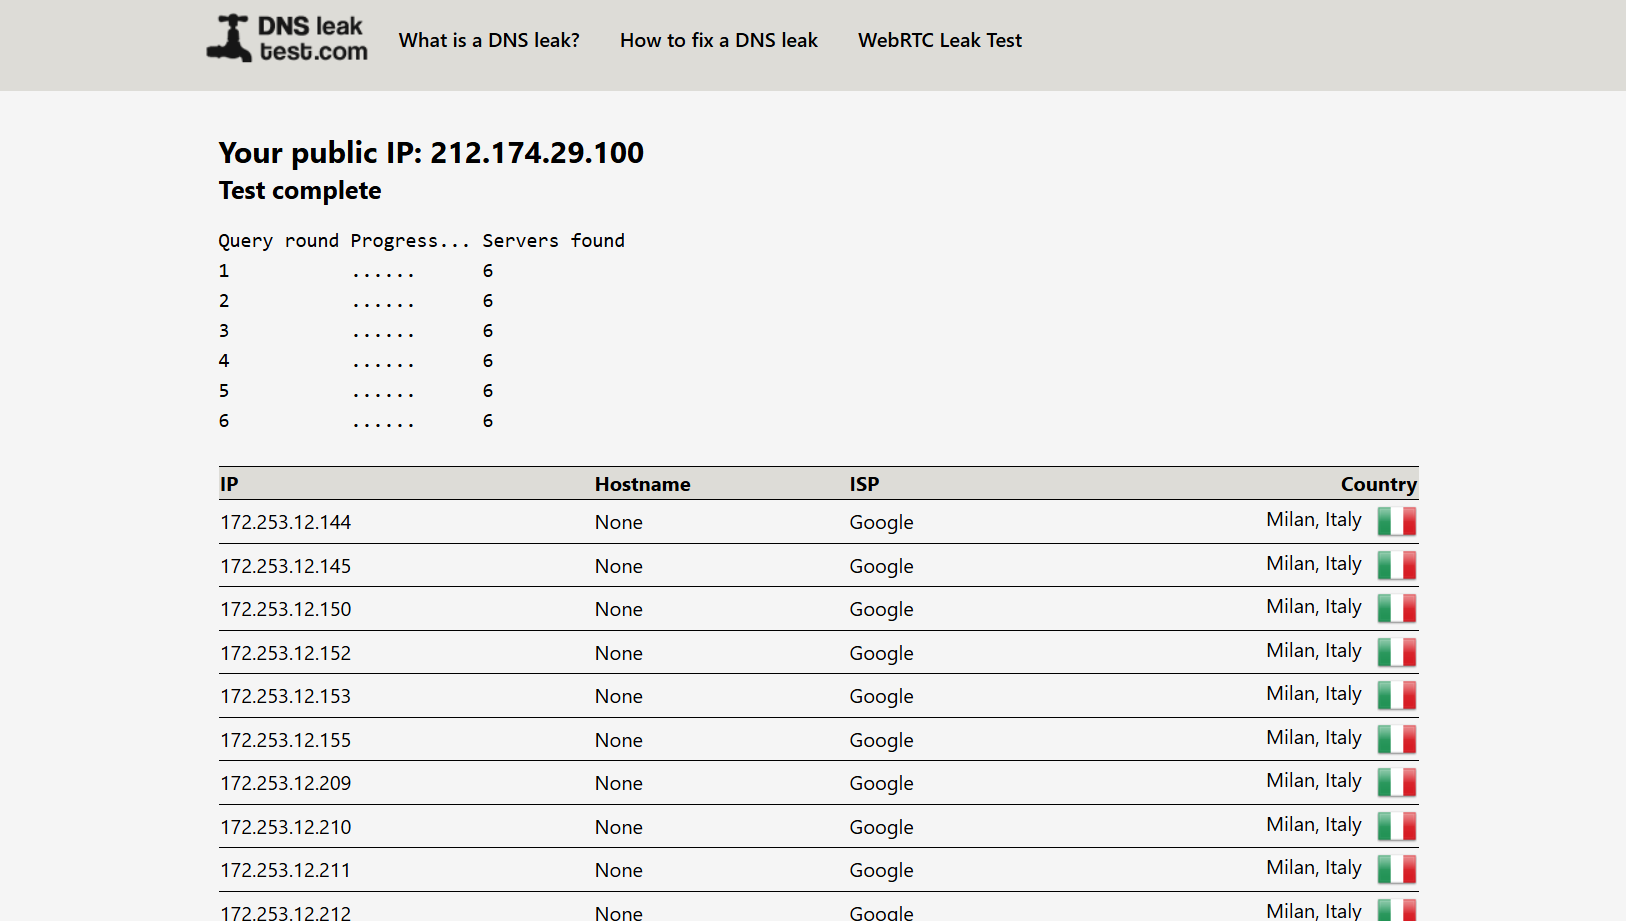 DNS leak
test.com
What is a DNS leak? How to fix a DNS leak WebRTC Leak Test
Your public IP: 212.174.29.100
Test complete
Query round Progress... Servers found
1 ...... 6
2 ...... 6
3 ...... 6
4 ...... 6
5 ...... 6
6 ...... 6
IP Hostname ISP Country
172.253.12.144 None Google Milan, Italy
172.253.12.145 None Google Milan, Italy
172.253.12.150 None Google Milan, Italy
172.253.12.152 None Google Milan, Italy
172.253.12.153 None Google Milan, Italy
172.253.12.155 None Google Milan, Italy
172.253.12.209 None Google Milan, Italy
172.253.12.210 None Google Milan, Italy
172.253.12.211 None Google Milan, Italy
172.253.12.212 None Google Milan, Italy